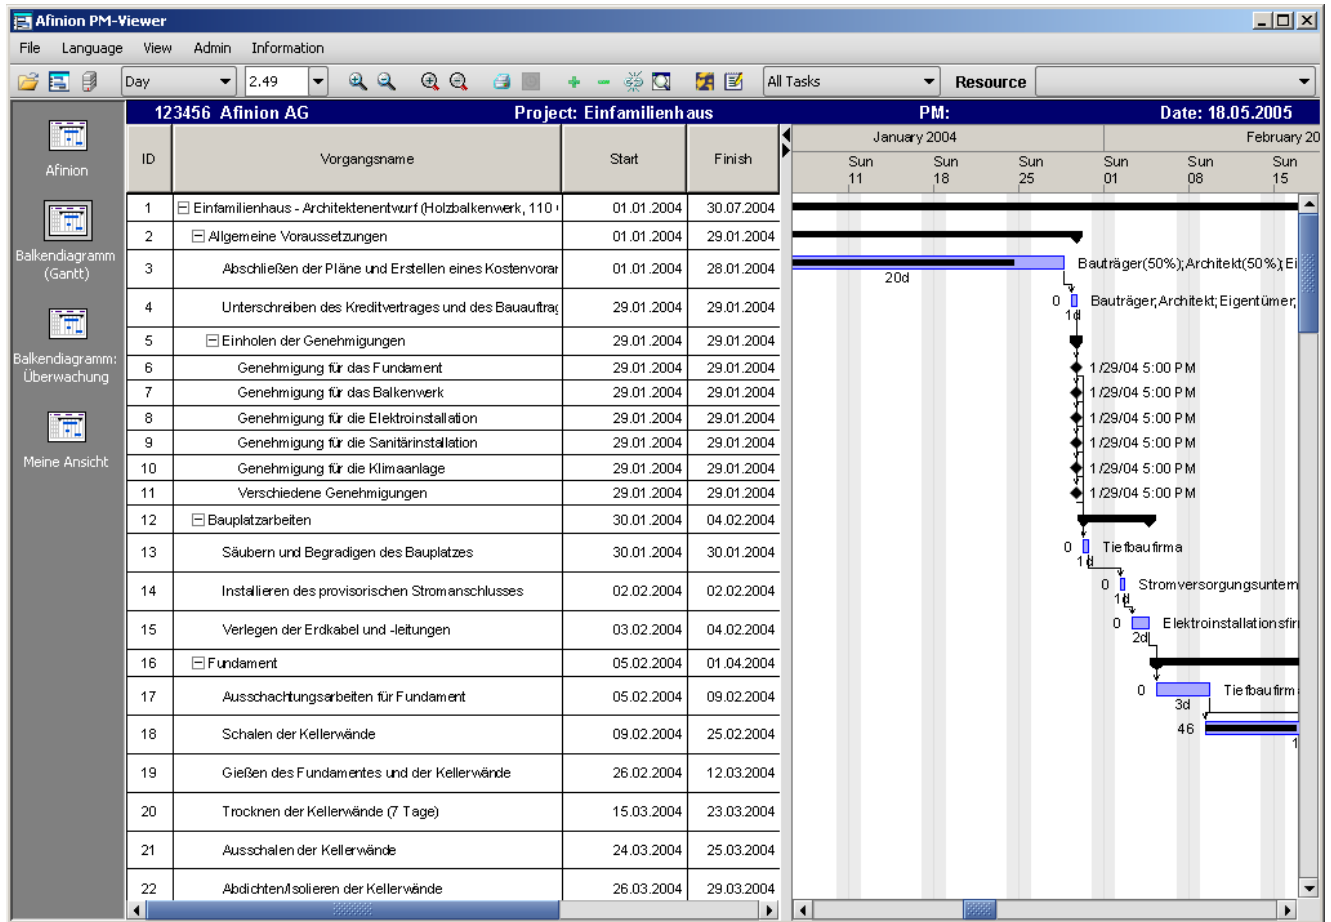 Afinion PM-Viewer
File Language View Admin Information
Day 2.49 All Tasks Resource
123456 Afinion AG Project: Einfamilienhaus PM: Date: 18.05.2005
Afinion
Balkendiagramm
(Gantt)
Balkendiagramm:
Überwachung
Meine Ansicht
ID Vorgangsname Start Finish
January 2004 February 20
Sun Sun Sun Sun Sun Sun
11 18 25 01 08 15
1 Einfamilienhaus - Architektenentwurf (Holzbalkenwerk, 110 01.01.2004 30.07.2004
2 Allgemeine Voraussetzungen 01.01.2004 29.01.2004
3 Abschließen der Pläne und Erstellen eines Kostenvorar 01.01.2004 28.01.2004 Bauträger(50%);Architekt(50%);Ei
20d
4 Unterschreiben des Kreditvertrages und des Bauauftrag 29.01.2004 29.01.2004 0 Bauträger;Architekt;Eigentümer;
1d
5 Einholen der Genehmigungen 29.01.2004 29.01.2004
6 Genehmigung für das Fundament 29.01.2004 29.01.2004 1/29/04 5:00 PM
7 Genehmigung für das Balkenwerk 29.01.2004 29.01.2004 1/29/04 5:00 PM
8 Genehmigung für die Elektroinstallation 29.01.2004 29.01.2004 1/29/04 5:00 PM
9 Genehmigung für die Sanitärinstallation 29.01.2004 29.01.2004 1/29/04 5:00 PM
10 Genehmigung für die Klimaanlage 29.01.2004 29.01.2004 1/29/04 5:00 PM
11 Verschiedene Genehmigungen 29.01.2004 29.01.2004 1/29/04 5:00 PM
12 Bauplatzarbeiten 30.01.2004 04.02.2004
13 Säubern und Begradigen des Bauplatzes 30.01.2004 30.01.2004 0 Tiefbaufirma
1d
14 Installieren des provisorischen Stromanschlusses 02.02.2004 02.02.2004 0 Stromversorgungsuntern
1d
15 Verlegen der Erdkabel und -leitungen 03.02.2004 04.02.2004 0 Elektroinstallationsfir
2d
16 Fundament 05.02.2004 01.04.2004
17 Ausschachtungsarbeiten für Fundament 05.02.2004 09.02.2004 0 Tiefbaufirm
3d
18 Schalen der Kellerwände 09.02.2004 25.02.2004 46
1
19 Gießen des Fundamentes und der Kellerwände 26.02.2004 12.03.2004
20 Trocknen der Kellerwände (7 Tage) 15.03.2004 23.03.2004
21 Ausschalen der Kellerwände 24.03.2004 25.03.2004
22 Abdichten/Isolieren der Kellerwände 26.03.2004 29.03.2004